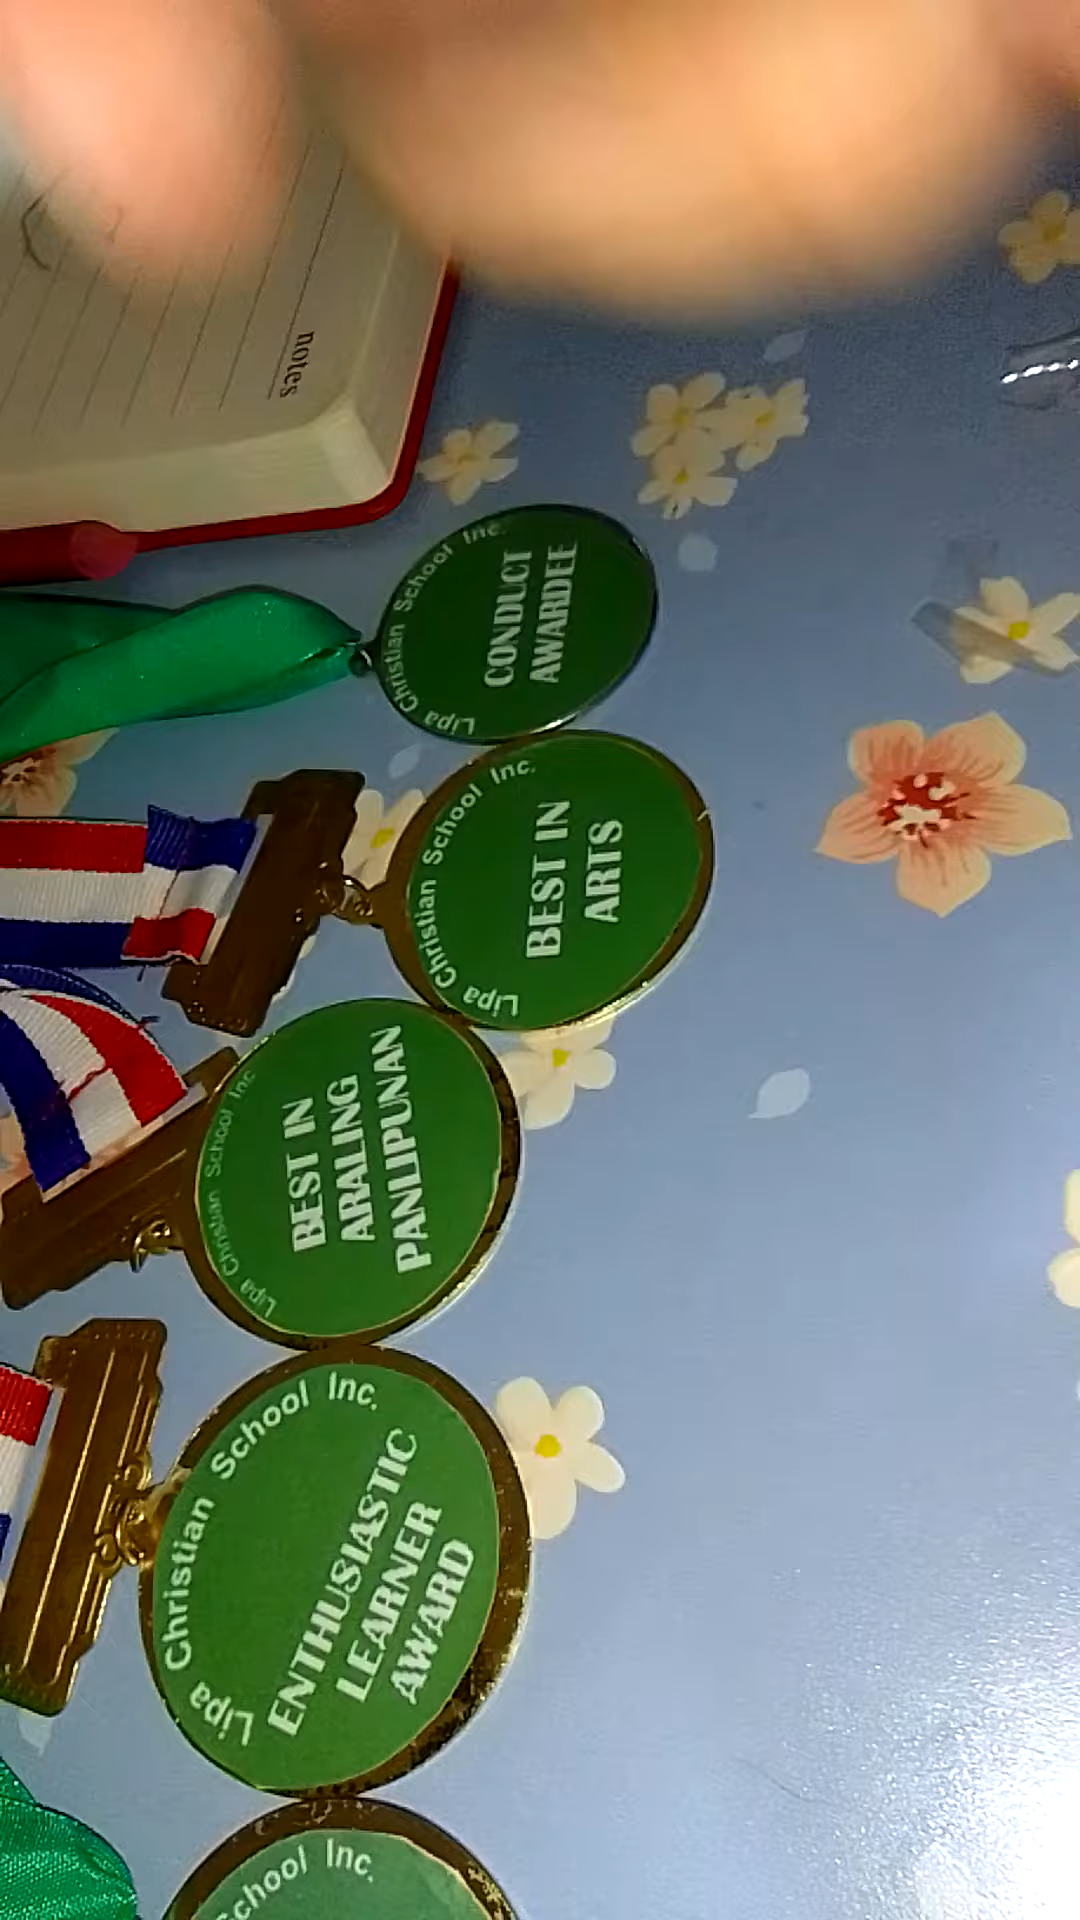 notes
Lipa Christian School Inc.
CONDUCT
AWARDEE
Lipa Christian School Inc.
BEST IN
ARTS
Lipa Christian School Inc
BEST IN
ARALING
PANLIPUNAN
Lipa Christian School Inc.
ENTHUSIASTIC
LEARNER
AWARD
School Inc.